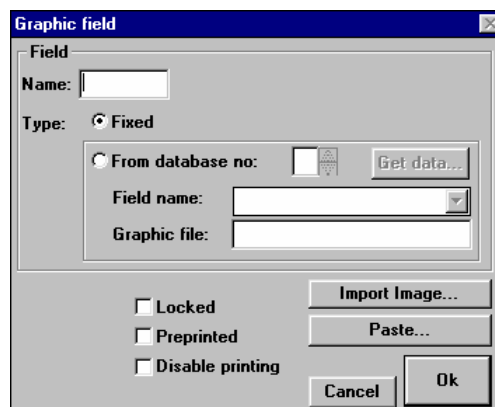 Graphic field
Field
Name:
Type: Fixed
From database no: Get data...
Field name:
Graphic file:
Locked
Preprinted
Disable printing
Import Image...
Paste...
Cancel
Ok